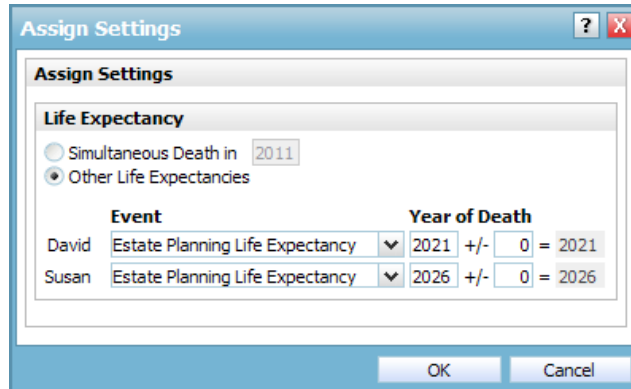 Assign Settings ? X
Assign Settings
Life Expectancy
Simultaneous Death in 2011
Other Life Expectancies
Event Year of Death
David Estate Planning Life Expectancy 2021 +/- 0 = 2021
Susan Estate Planning Life Expectancy 2026 +/- 0 = 2026
OK Cancel